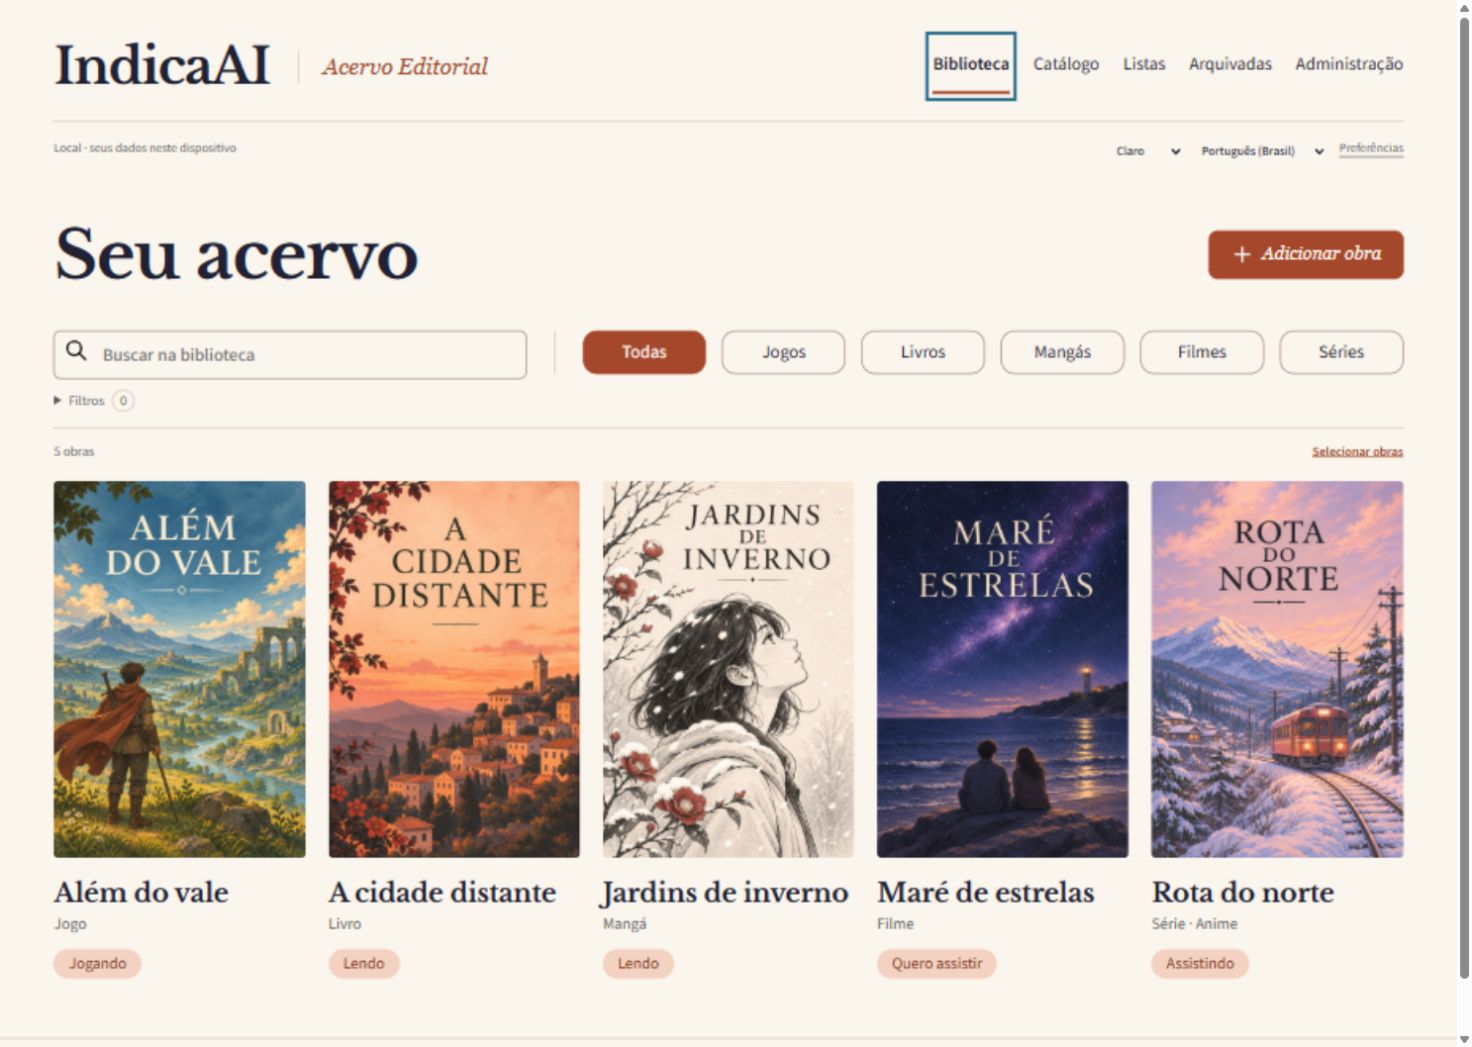 IndicaAI
Acervo Editorial
Biblioteca
Catálogo
Listas
Arquivadas
Administração
Local · seus dados neste dispositivo
Claro
Português (Brasil)
Preferências
Seu acervo
+ Adicionar obra
Buscar na biblioteca
Todas
Jogos
Livros
Mangás
Filmes
Séries
Filtros 0
5 obras
Selecionar obras
ALÉM
DO VALE
A
CIDADE
DISTANTE
JARDINS
DE
INVERNO
MARÉ
DE
ESTRELAS
ROTA
DO
NORTE
Além do vale
Jogo
Jogando
A cidade distante
Livro
Lendo
Jardins de inverno
Mangá
Lendo
Maré de estrelas
Filme
Quero assistir
Rota do norte
Série · Anime
Assistindo